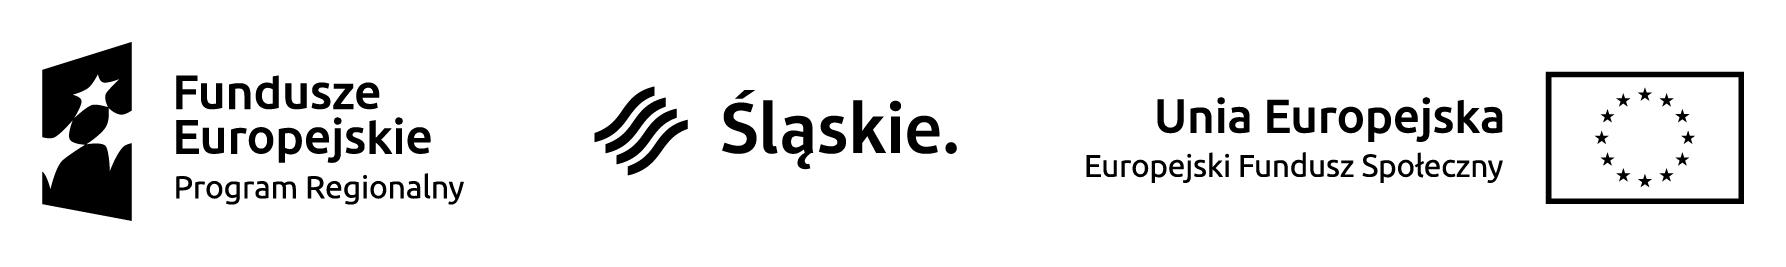 Fundusze
Europejskie
Program Regionalny
Śląskie.
Unia Europejska
Europejski Fundusz Społeczny